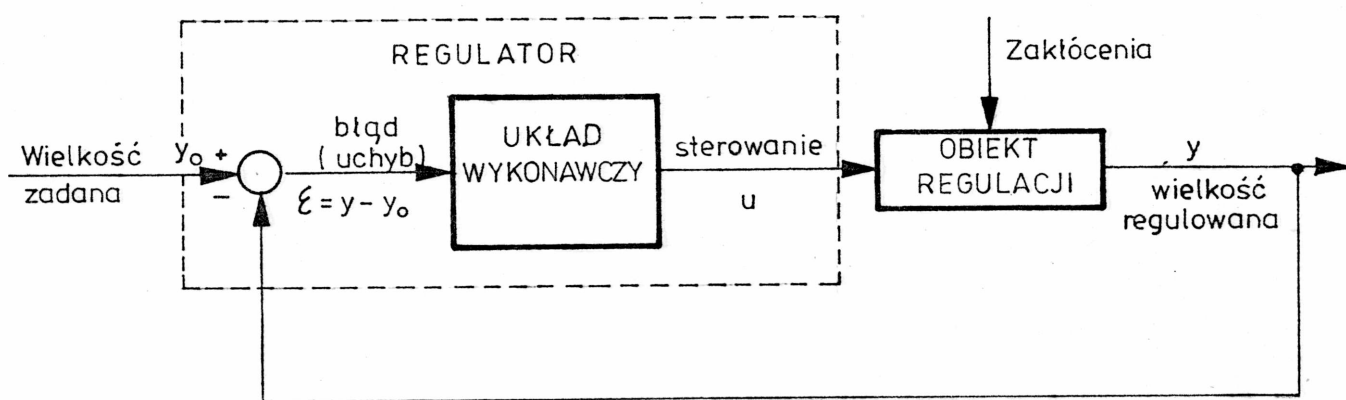 REGULATOR
Zakłócenia
Wielkość
zadana
y₀
+
−
błąd
(uchyb)
ξ = y − y₀
UKŁAD
WYKONAWCZY
sterowanie
u
OBIEKT
REGULACJI
y
wielkość
regulowana